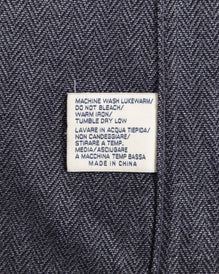 MACHINE WASH LUKEWARM/
DO NOT BLEACH/
WARM IRON/
TUMBLE DRY LOW
LAVARE IN ACQUA TIEPIDA/
NON CANDEGGIARE/
STIRARE A TEMP.
MEDIA/ASCIUGARE
A MACCHINA TEMP BASSA
MADE IN CHINA